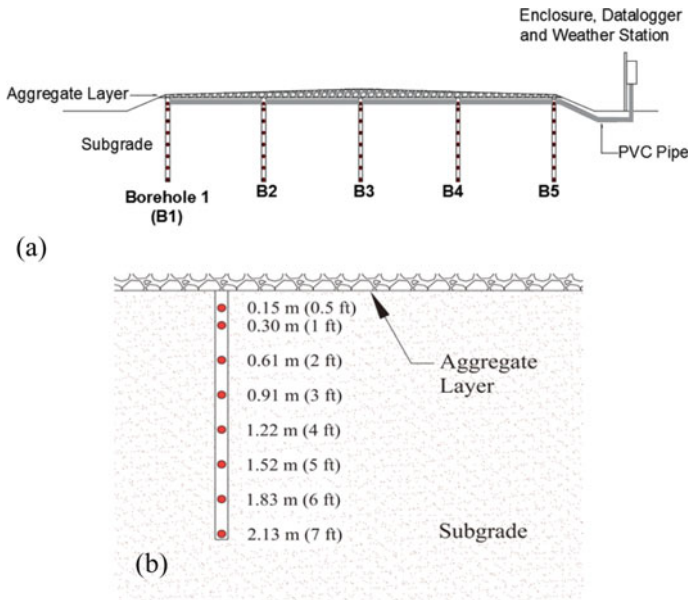 Enclosure, Datalogger
and Weather Station
Aggregate Layer
Subgrade
PVC Pipe
Borehole 1
(B1)
B2
B3
B4
B5
(a)
0.15 m (0.5 ft)
0.30 m (1 ft)
0.61 m (2 ft)
0.91 m (3 ft)
1.22 m (4 ft)
1.52 m (5 ft)
1.83 m (6 ft)
2.13 m (7 ft)
Aggregate
Layer
Subgrade
(b)